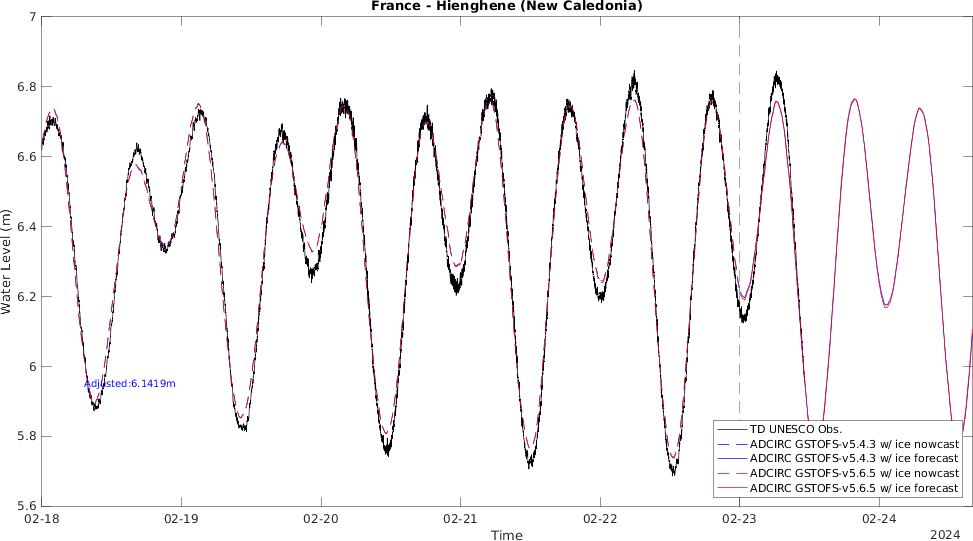 France - Hienghene (New Caledonia)
7
6.8
6.6
6.4
6.2
6
5.8
5.6
Water Level (m)
Adjusted:6.1419m
TD UNESCO Obs.
ADCIRC GSTOFS-v5.4.3 w/ ice nowcast
ADCIRC GSTOFS-v5.4.3 w/ ice forecast
ADCIRC GSTOFS-v5.6.5 w/ ice nowcast
ADCIRC GSTOFS-v5.6.5 w/ ice forecast
02-18 02-19 02-20 02-21 02-22 02-23 02-24
Time
2024